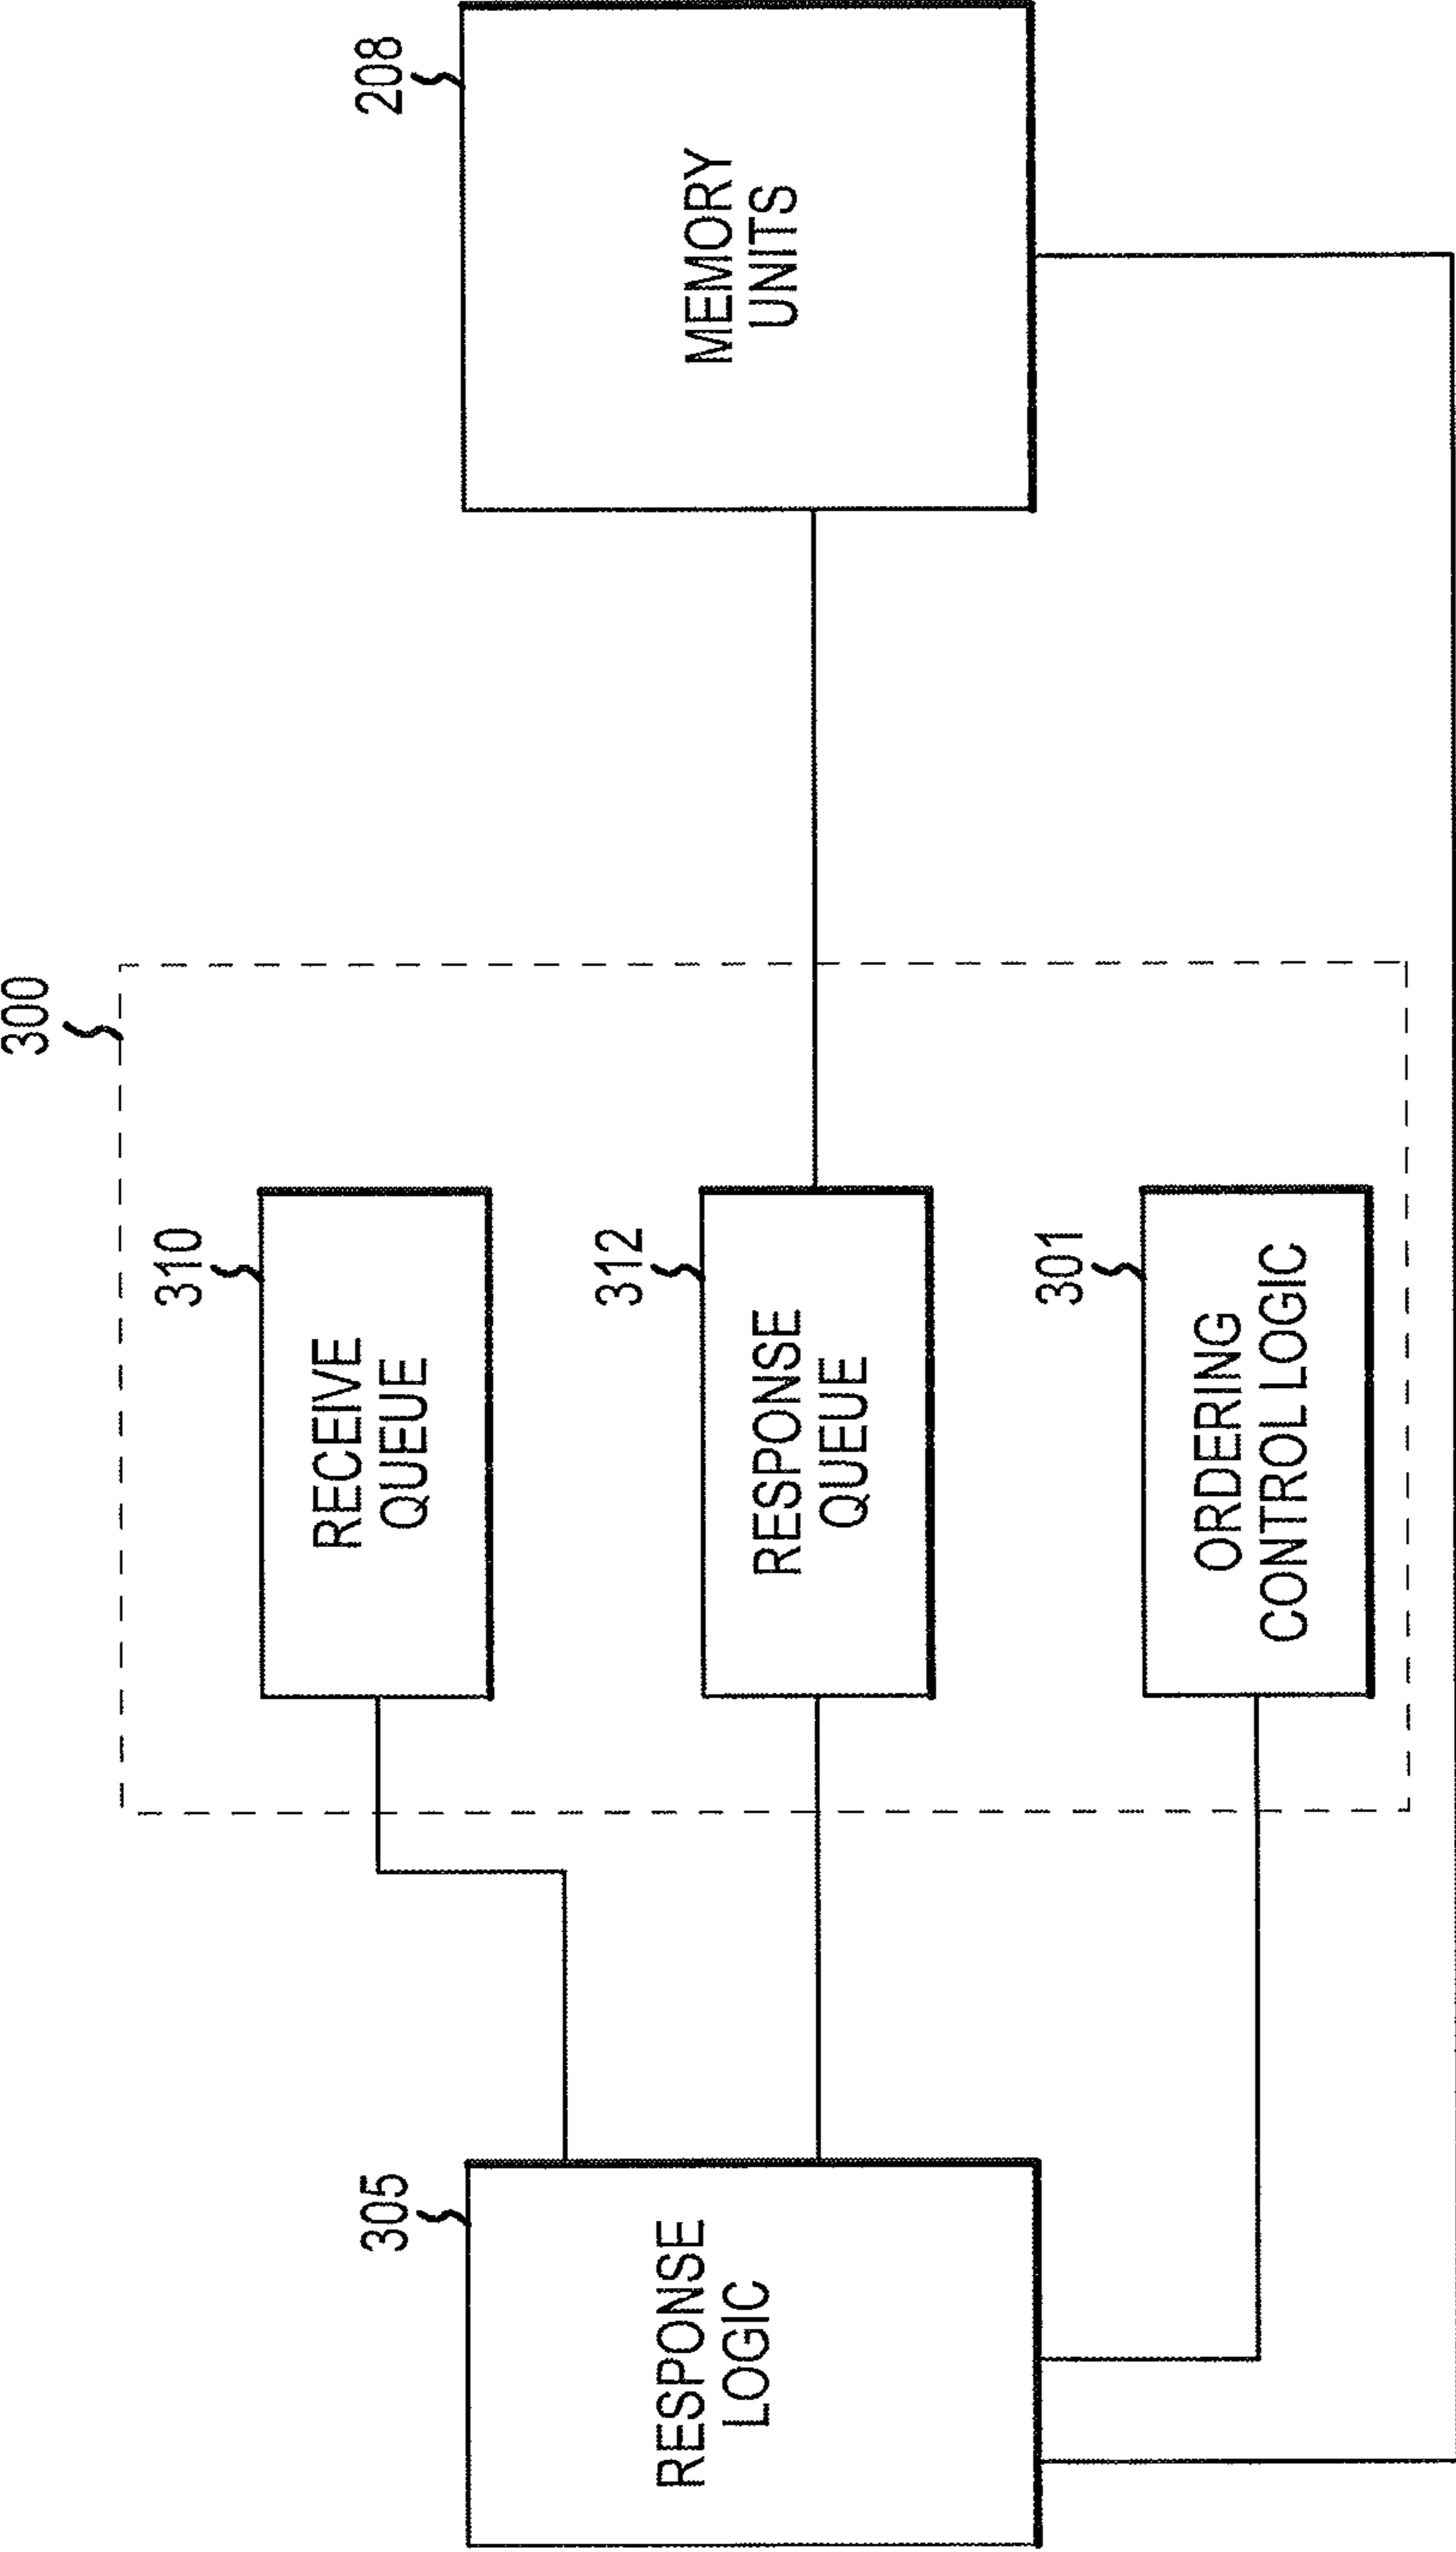 300
310
RECEIVE
QUEUE
305
RESPONSE
LOGIC
312
RESPONSE
QUEUE
208
MEMORY
UNITS
301
ORDERING
CONTROL LOGIC